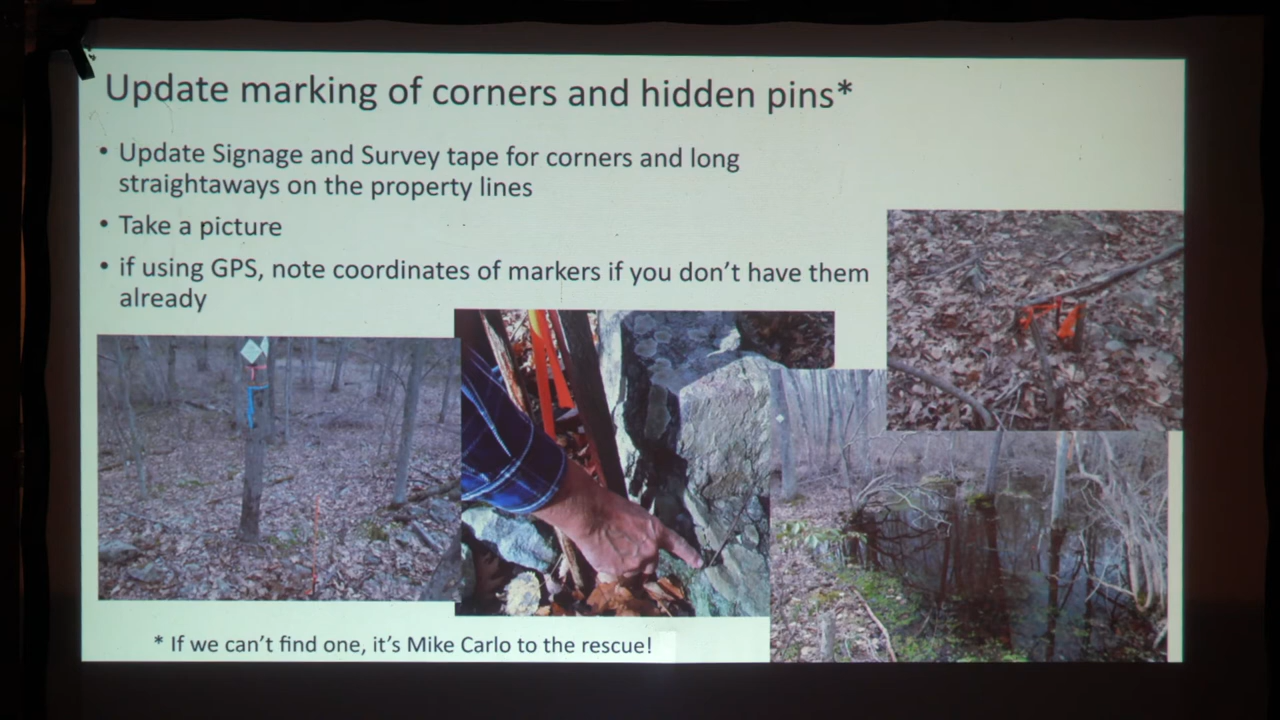 Update marking of corners and hidden pins*
• Update Signage and Survey tape for corners and long
straightaways on the property lines
• Take a picture
• if using GPS, note coordinates of markers if you don't have them
already
* If we can't find one, it's Mike Carlo to the rescue!